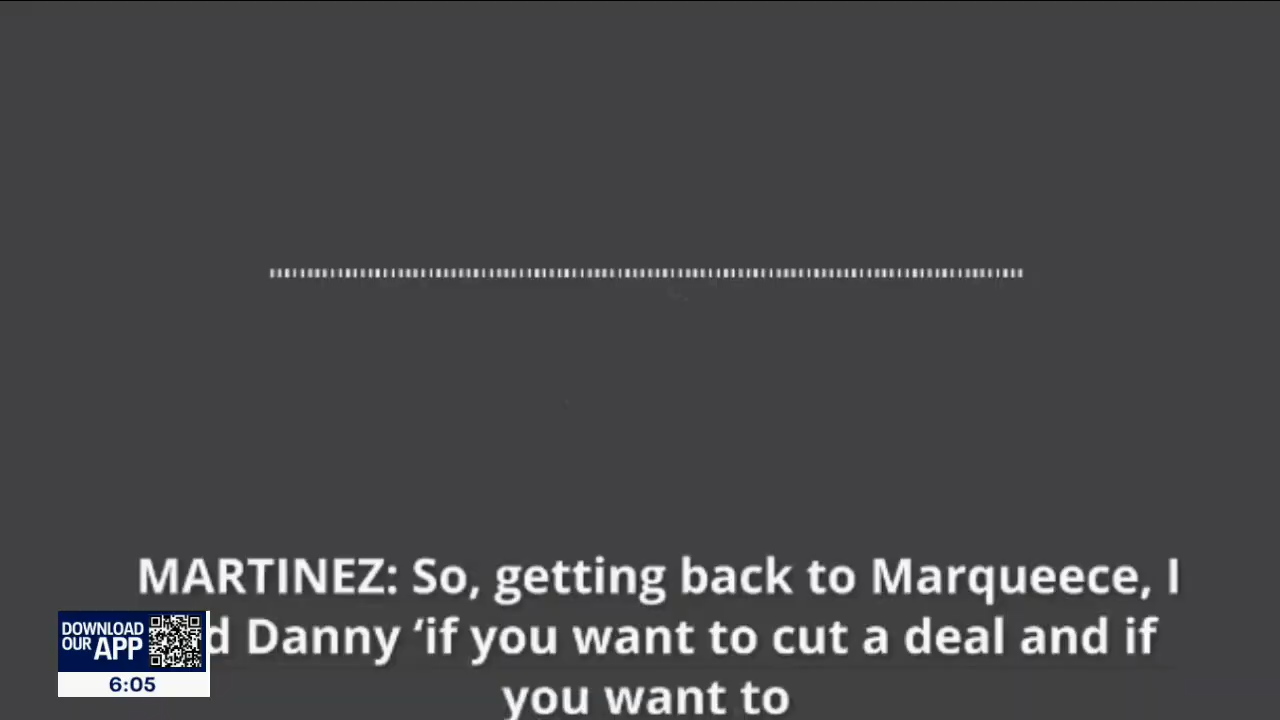 MARTINEZ: So, getting back to Marqueece, I
d Danny ‘if you want to cut a deal and if
you want to
DOWNLOAD
OUR APP
6:05